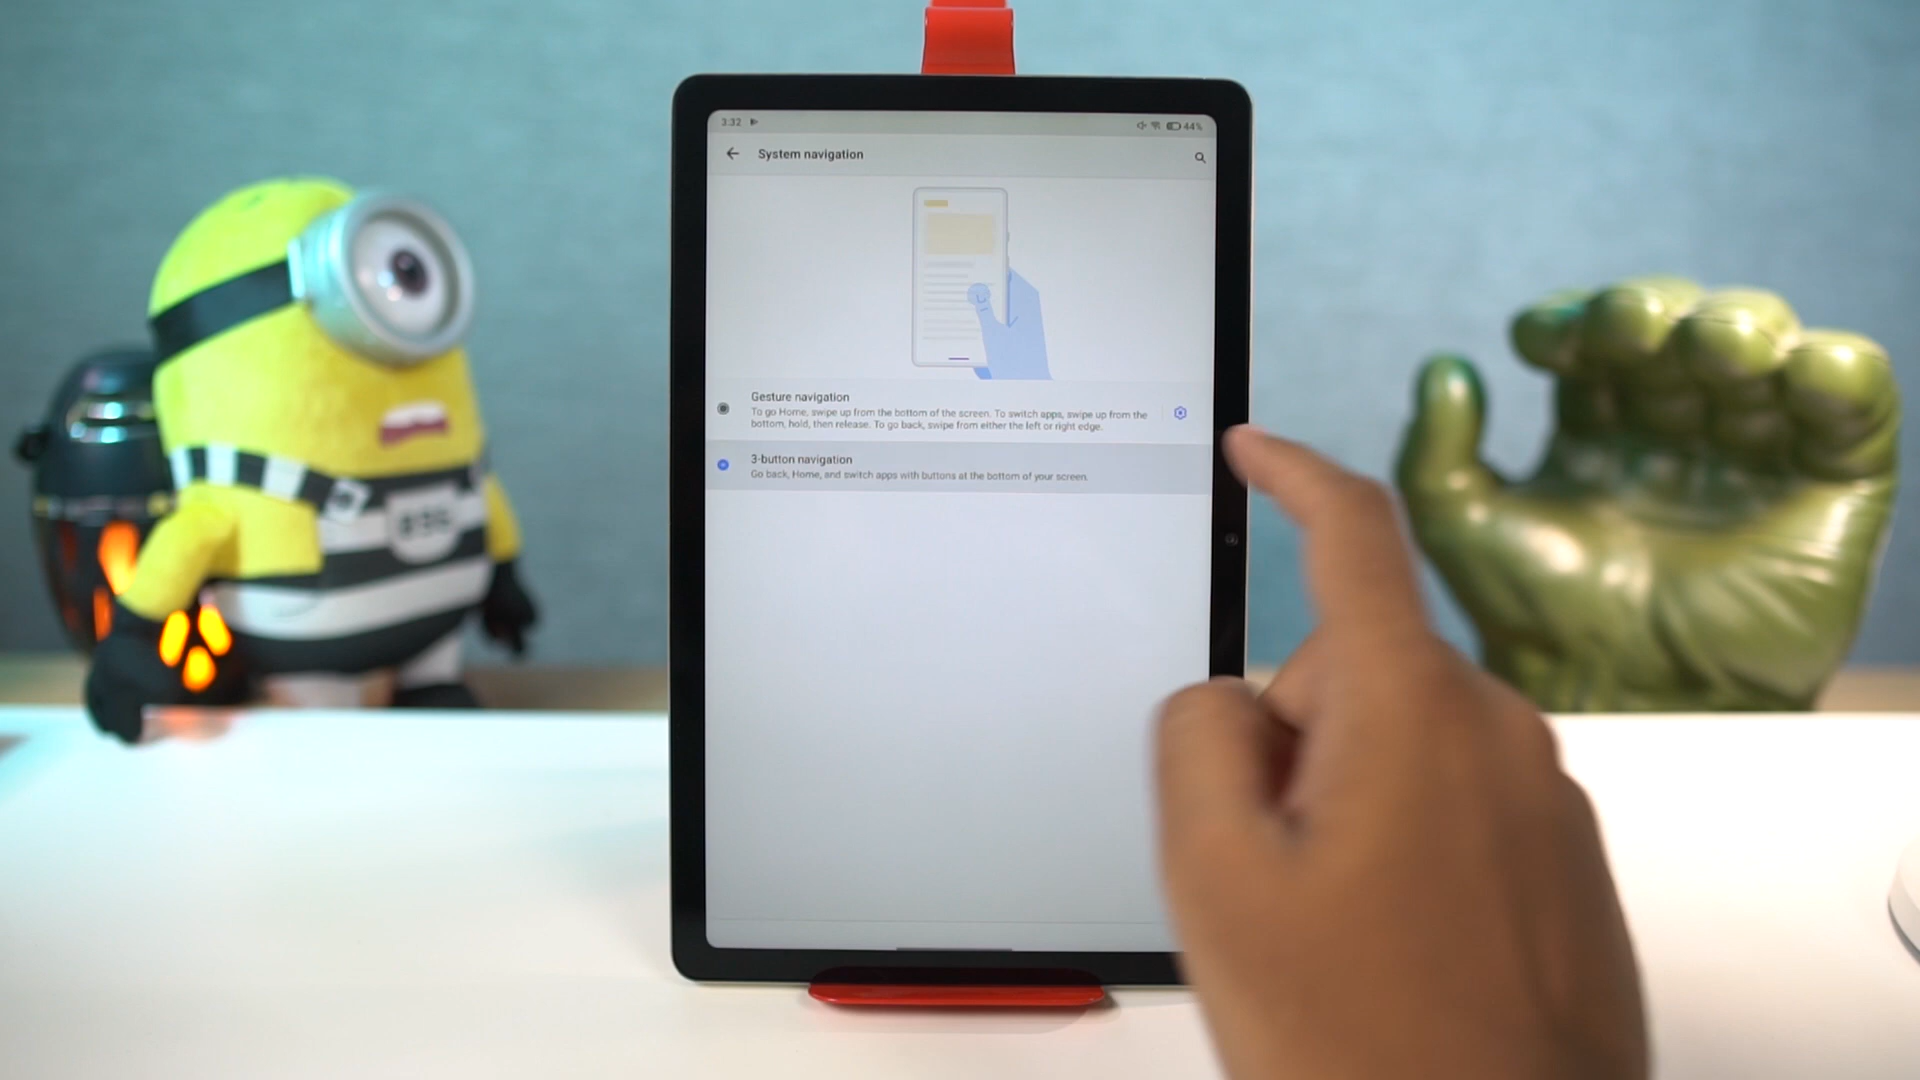 3:32
44%
System navigation
Gesture navigation
To go Home, swipe up from the bottom of the screen. To switch apps, swipe up from the
bottom, hold, then release. To go back, swipe from either the left or right edge.
3-button navigation
Go back, Home, and switch apps with buttons at the bottom of your screen.